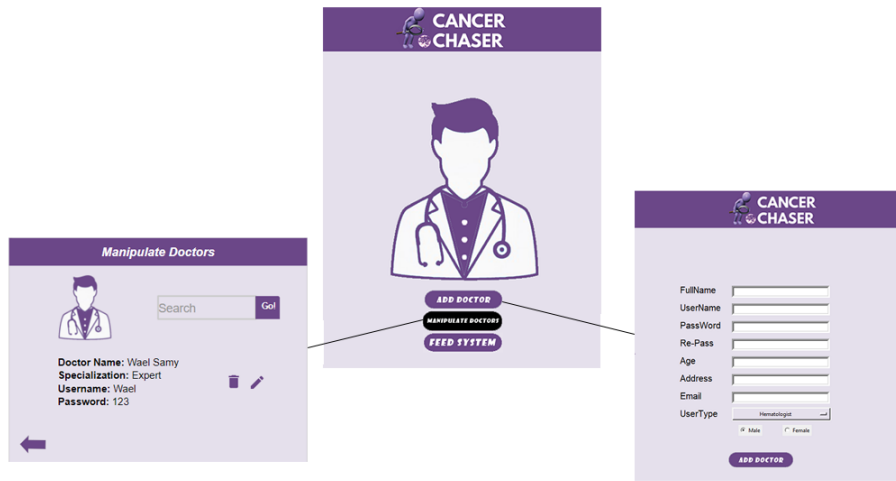 CANCER
CHASER
ADD DOCTOR
MANIPULATE DOCTORS
FEED SYSTEM
Manipulate Doctors
Search
Go!
Doctor Name: Wael Samy
Specialization: Expert
Username: Wael
Password: 123
CANCER
CHASER
FullName
UserName
PassWord
Re-Pass
Age
Address
Email
UserType Hematologist
Male Female
ADD DOCTOR